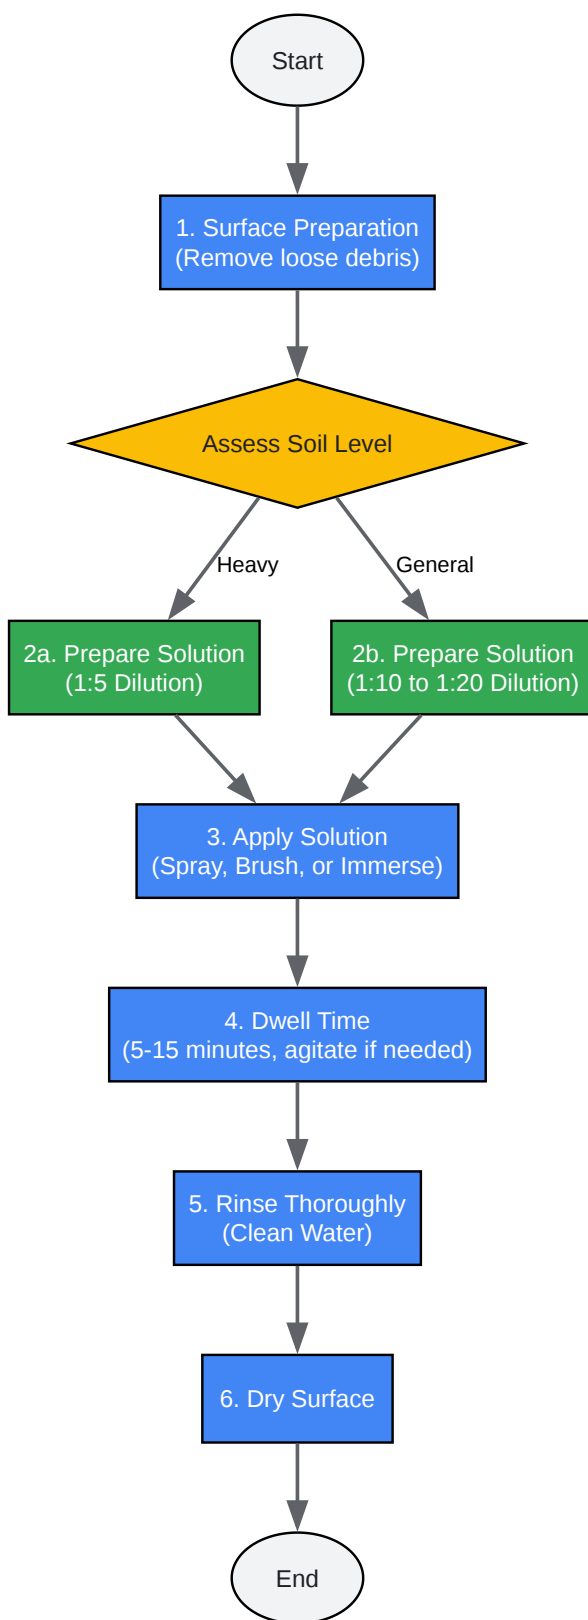 Start
1. Surface Preparation
(Remove loose debris)
Assess Soil Level
Heavy
General
2a. Prepare Solution
(1:5 Dilution)
2b. Prepare Solution
(1:10 to 1:20 Dilution)
3. Apply Solution
(Spray, Brush, or Immerse)
4. Dwell Time
(5-15 minutes, agitate if needed)
5. Rinse Thoroughly
(Clean Water)
6. Dry Surface
End